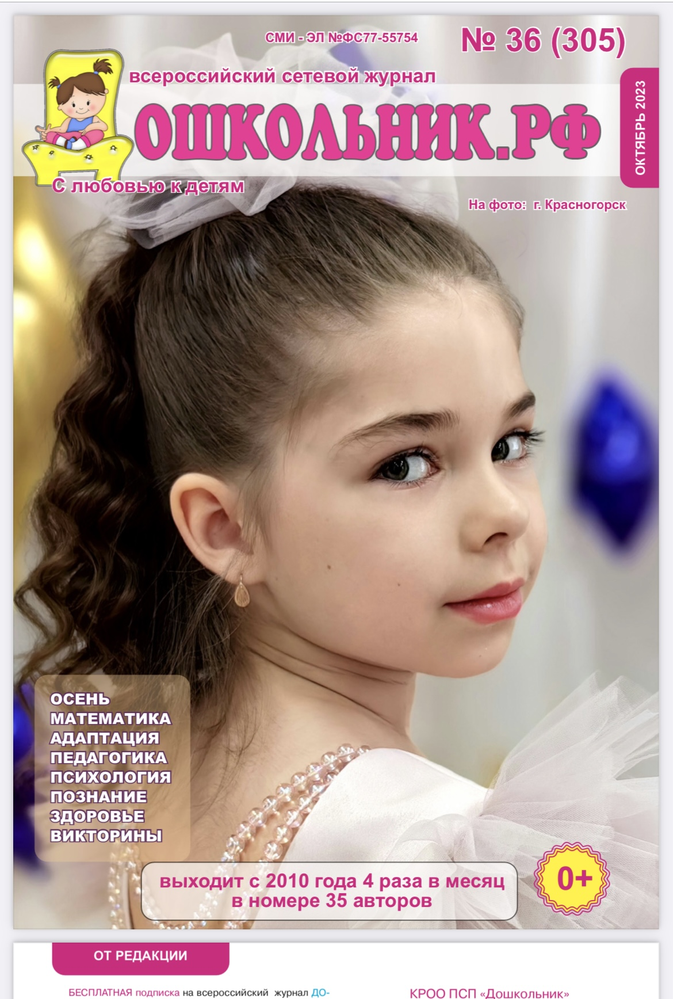 СМИ - ЭЛ №ФС77-55754
№ 36 (305)
всероссийский сетевой журнал
ДОШКОЛЬНИК.РФ
ОКТЯБРЬ 2023
С любовью к детям
На фото: г. Красногорск
ОСЕНЬ
МАТЕМАТИКА
АДАПТАЦИЯ
ПЕДАГОГИКА
ПСИХОЛОГИЯ
ПОЗНАНИЕ
ЗДОРОВЬЕ
ВИКТОРИНЫ
выходит с 2010 года 4 раза в месяц
в номере 35 авторов
0+
ОТ РЕДАКЦИИ
БЕСПЛАТНАЯ подписка на всероссийский журнал ДО-
КРОО ПСП «Дошкольник»